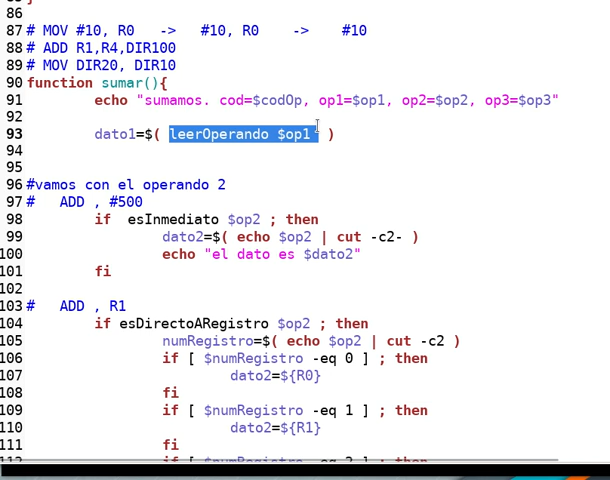 86
87 # MOV #10, R0   ->   #10, R0    ->    #10
88 # ADD R1,R4,DIR100
89 # MOV DIR20, DIR10
90 function sumar(){
91 echo "sumamos. cod=$codOp, op1=$op1, op2=$op2, op3=$op3"
92
93 dato1=$( leerOperando $op1 )
94
95
96 #vamos con el operando 2
97 #   ADD , #500
98 if  esInmediato $op2 ; then
99 dato2=$( echo $op2 | cut -c2- )
100 echo "el dato es $dato2"
101 fi
102
103 #   ADD , R1
104 if esDirectoARegistro $op2 ; then
105 numRegistro=$( echo $op2 | cut -c2 )
106 if [ $numRegistro -eq 0 ] ; then
107 dato2=${R0}
108 fi
109 if [ $numRegistro -eq 1 ] ; then
110 dato2=${R1}
111 fi